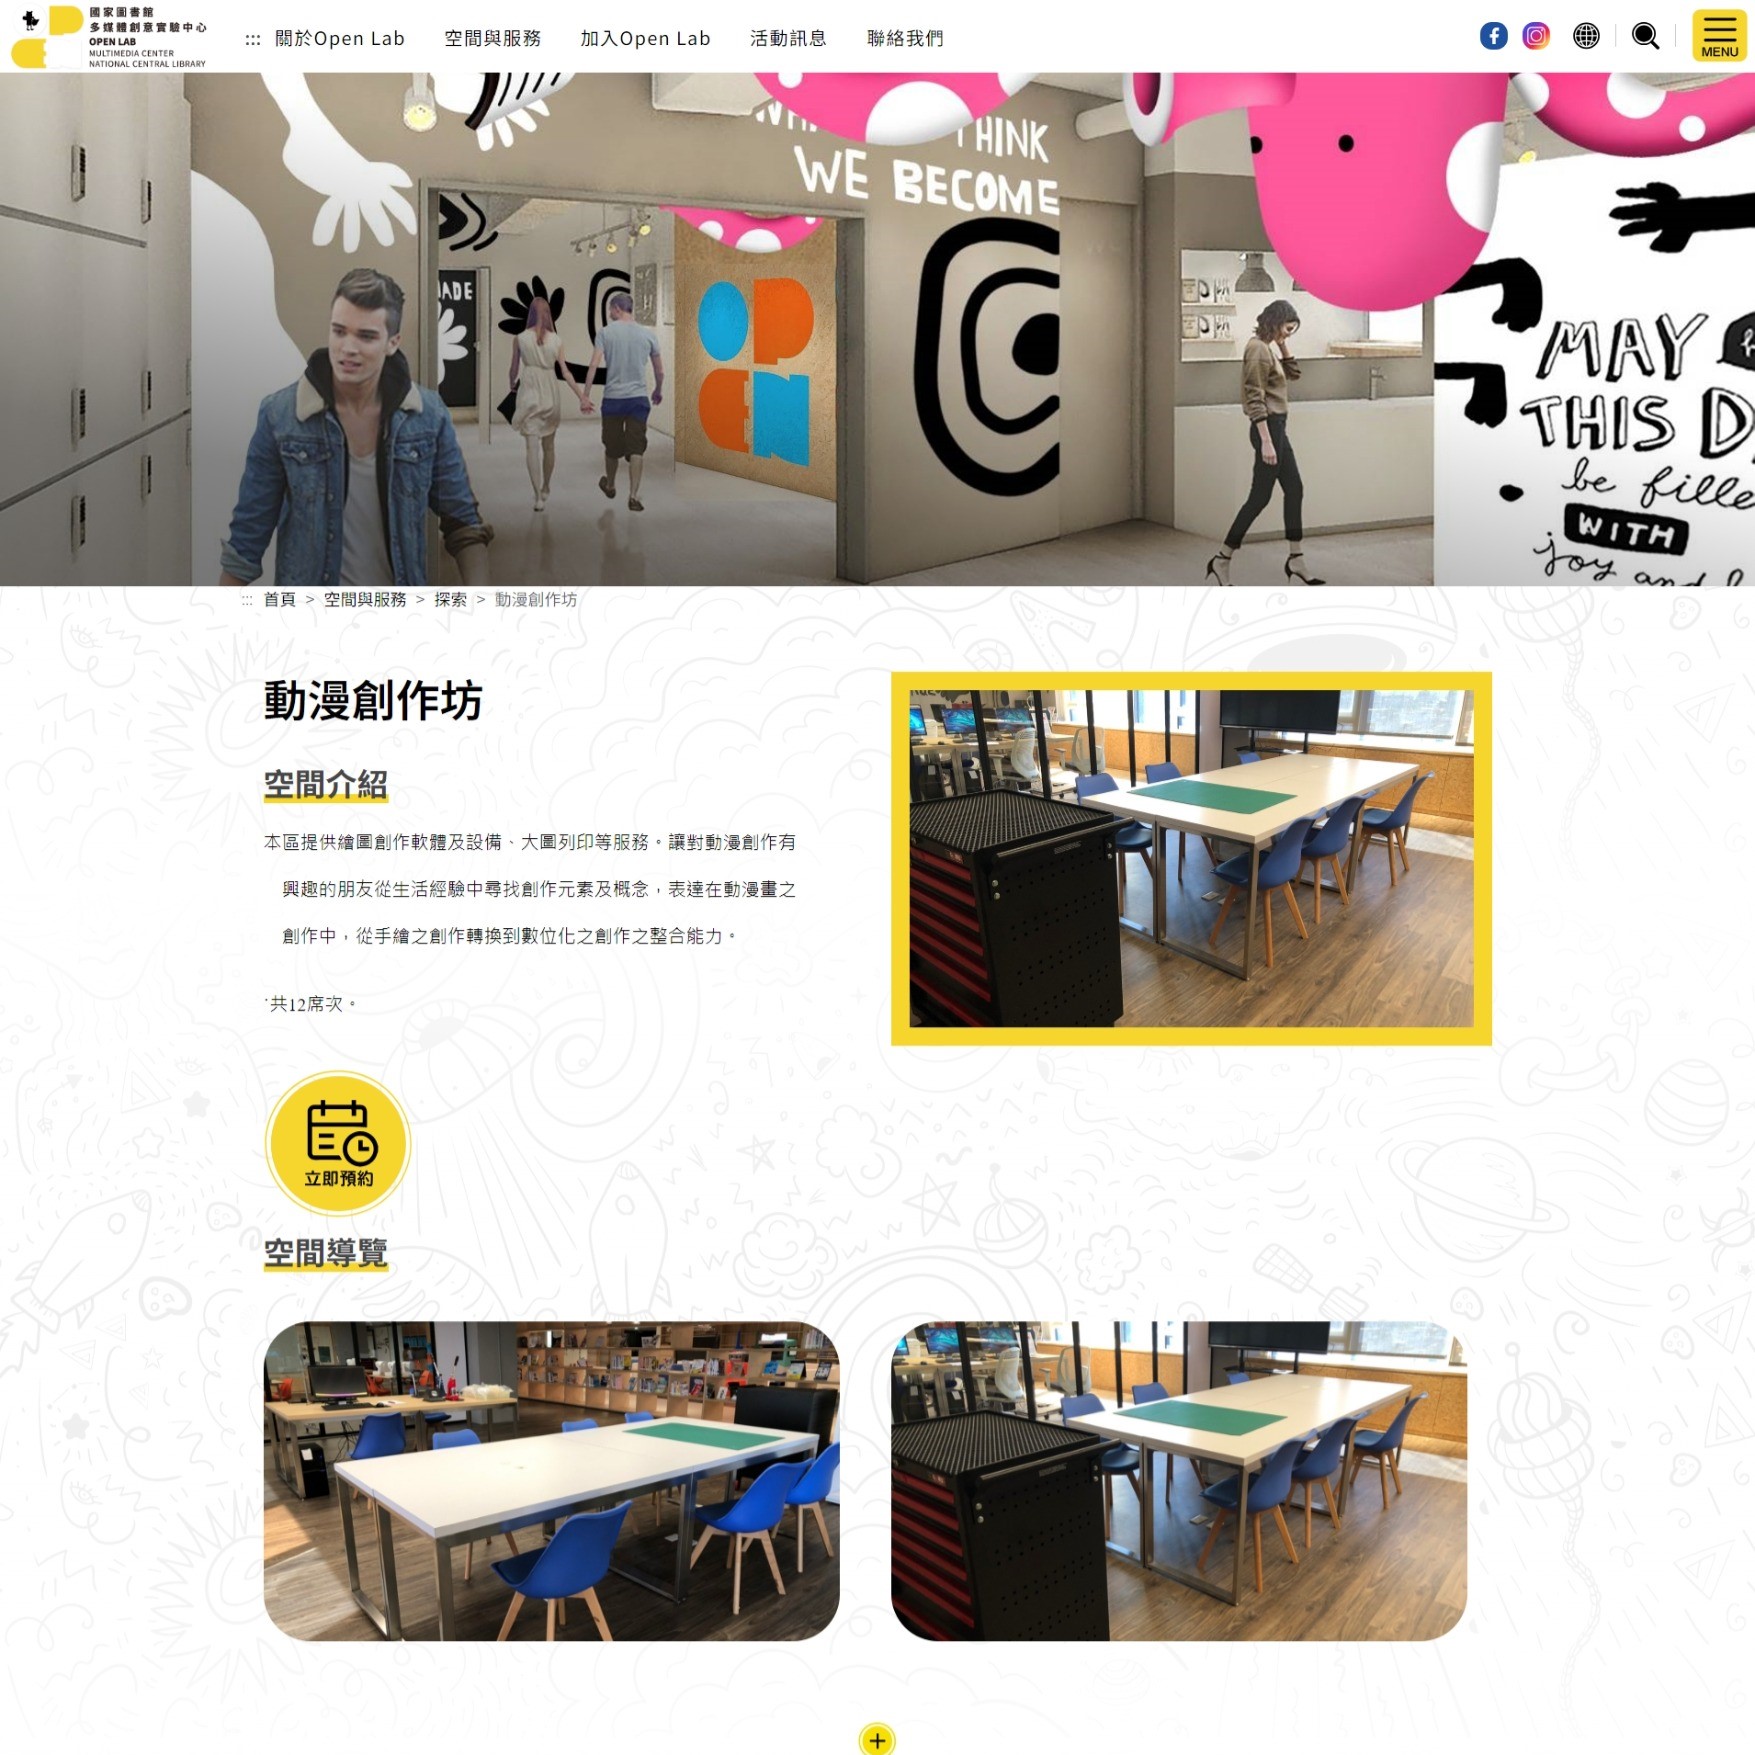 國家圖書館
多媒體創意實驗中心
OPEN LAB
MULTIMEDIA CENTER
NATIONAL CENTRAL LIBRARY
::: 關於Open Lab 空間與服務 加入Open Lab 活動訊息 聯絡我們
MENU
THINK
WE BECOME
OPEN
MAY
THIS
be
WITH
joy and
::: 首頁 > 空間與服務 > 探索 > 動漫創作坊
動漫創作坊
空間介紹
本區提供繪圖創作軟體及設備、大圖列印等服務。讓對動漫創作有
興趣的朋友從生活經驗中尋找創作元素及概念，表達在動漫畫之
創作中，從手繪之創作轉換到數位化之創作之整合能力。
·共12席次。
立即預約
空間導覽